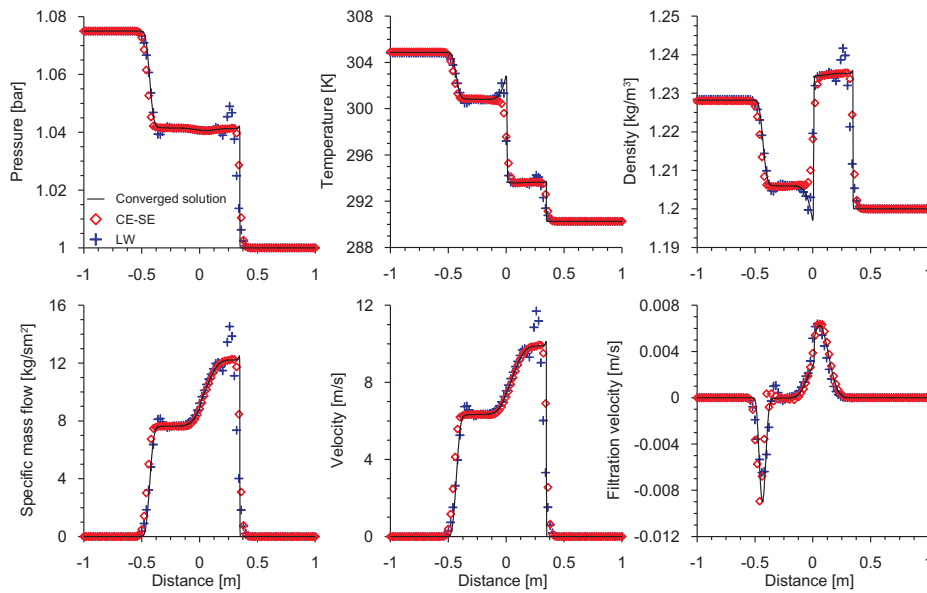 Pressure [bar]
1.08
1.06
1.04
1.02
1
Converged solution
CE-SE
LW
-1 -0.5 0 0.5 1
Temperature [K]
308
304
300
296
292
288
-1 -0.5 0 0.5 1
Density [kg/m³]
1.25
1.24
1.23
1.22
1.21
1.20
1.19
-1 -0.5 0 0.5 1
Specific mass flow [kg/sm²]
16
12
8
4
0
-1 -0.5 0 0.5 1
Distance [m]
Velocity [m/s]
12
8
4
0
-1 -0.5 0 0.5 1
Distance [m]
Filtration velocity [m/s]
0.008
0.004
0
-0.004
-0.008
-0.012
-1 -0.5 0 0.5 1
Distance [m]